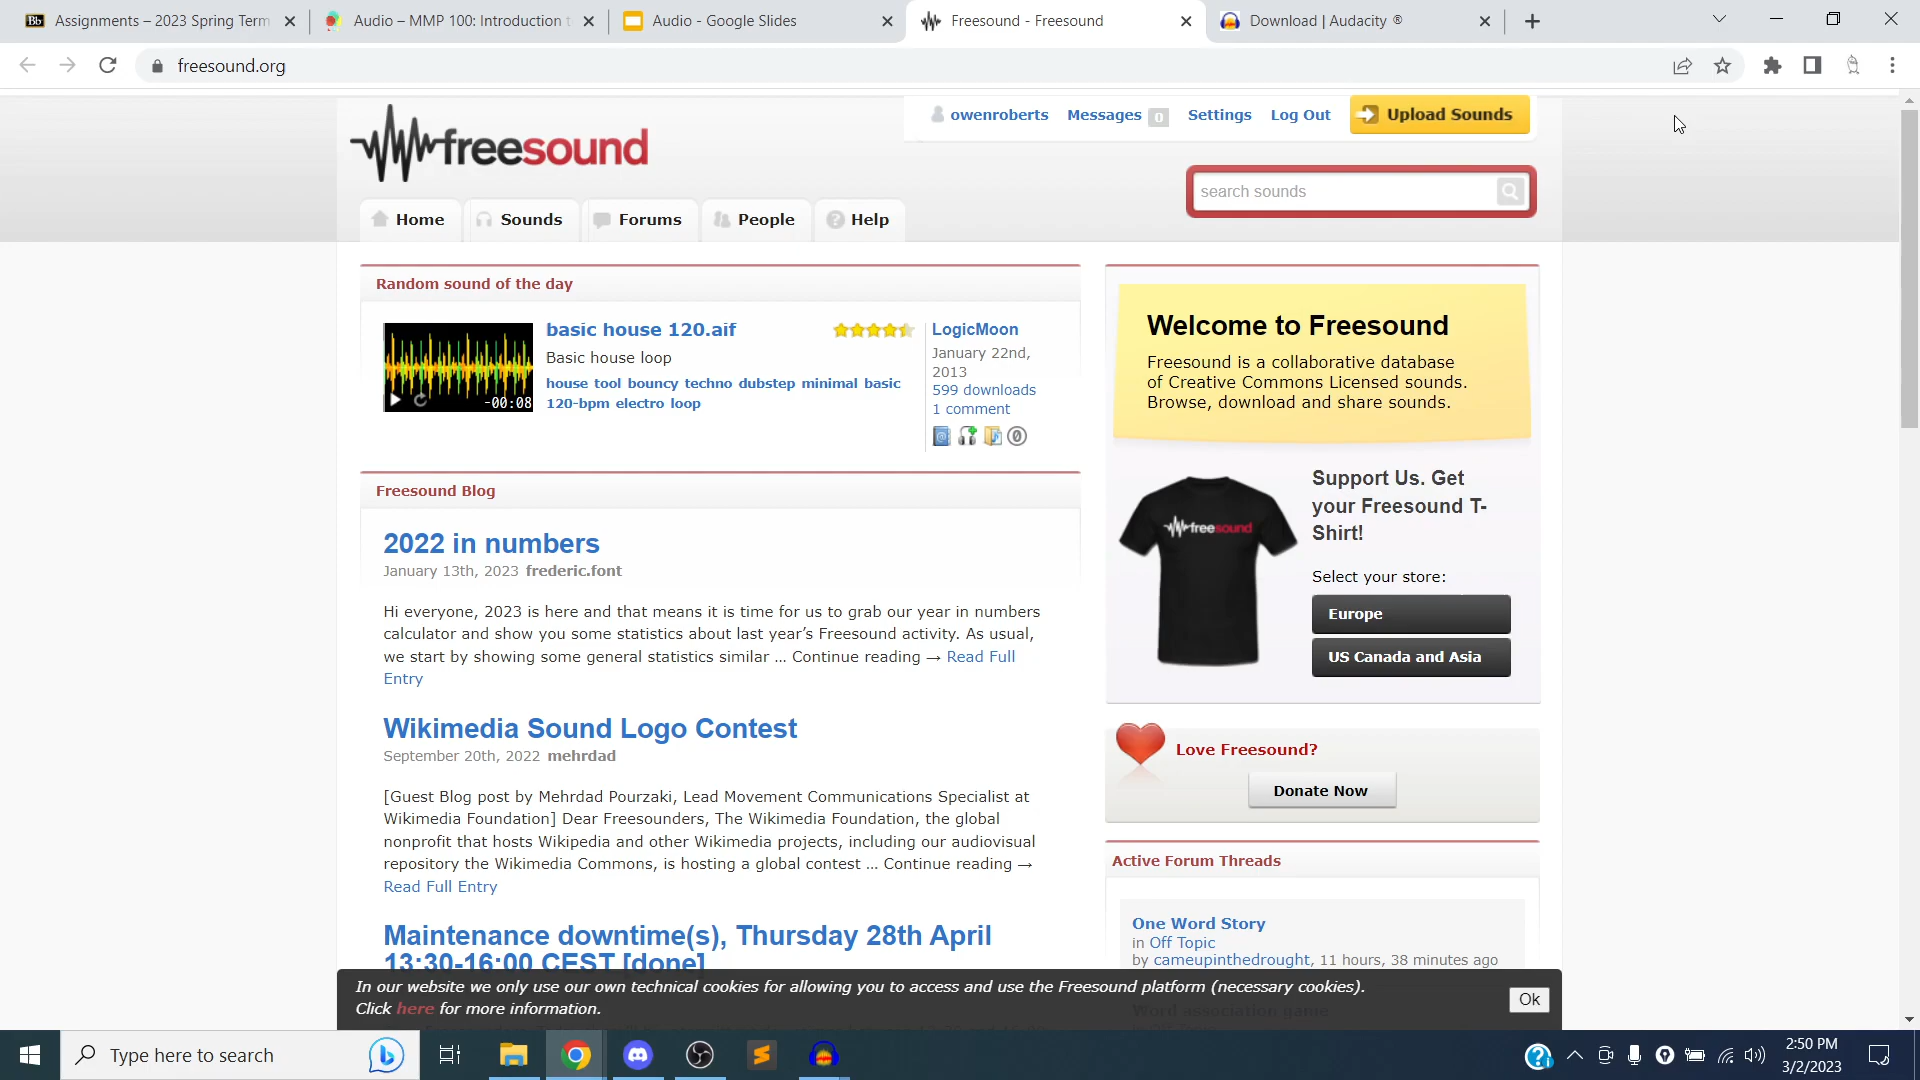 Assignments – 2023 Spring Term
Audio – MMP 100: Introduction t
Audio - Google Slides
Freesound - Freesound
Download | Audacity ®
freesound.org
freesound
owenroberts
Messages 0
Settings
Log Out
Upload Sounds
search sounds
Home
Sounds
Forums
People
Help
Random sound of the day
basic house 120.aif
Basic house loop
house tool bouncy techno dubstep minimal basic
120-bpm electro loop
-00:08
LogicMoon
January 22nd,
2013
599 downloads
1 comment
Freesound Blog
2022 in numbers
January 13th, 2023 frederic.font
Hi everyone, 2023 is here and that means it is time for us to grab our year in numbers
calculator and show you some statistics about last year’s Freesound activity. As usual,
we start by showing some general statistics similar ... Continue reading → Read Full
Entry
Wikimedia Sound Logo Contest
September 20th, 2022 mehrdad
[Guest Blog post by Mehrdad Pourzaki, Lead Movement Communications Specialist at
Wikimedia Foundation] Dear Freesounders, The Wikimedia Foundation, the global
nonprofit that hosts Wikipedia and other Wikimedia projects, including our audiovisual
repository the Wikimedia Commons, is hosting a global contest ... Continue reading →
Read Full Entry
Maintenance downtime(s), Thursday 28th April
13:30-16:00 CEST [done]
Welcome to Freesound
Freesound is a collaborative database
of Creative Commons Licensed sounds.
Browse, download and share sounds.
freesound
Support Us. Get
your Freesound T-
Shirt!
Select your store:
Europe
US Canada and Asia
Love Freesound?
Donate Now
Active Forum Threads
One Word Story
in Off Topic
by cameupinthedrought, 11 hours, 38 minutes ago
Word association game
In our website we only use our own technical cookies for allowing you to access and use the Freesound platform (necessary cookies).
Click here for more information.
Ok
Type here to search
2:50 PM
3/2/2023